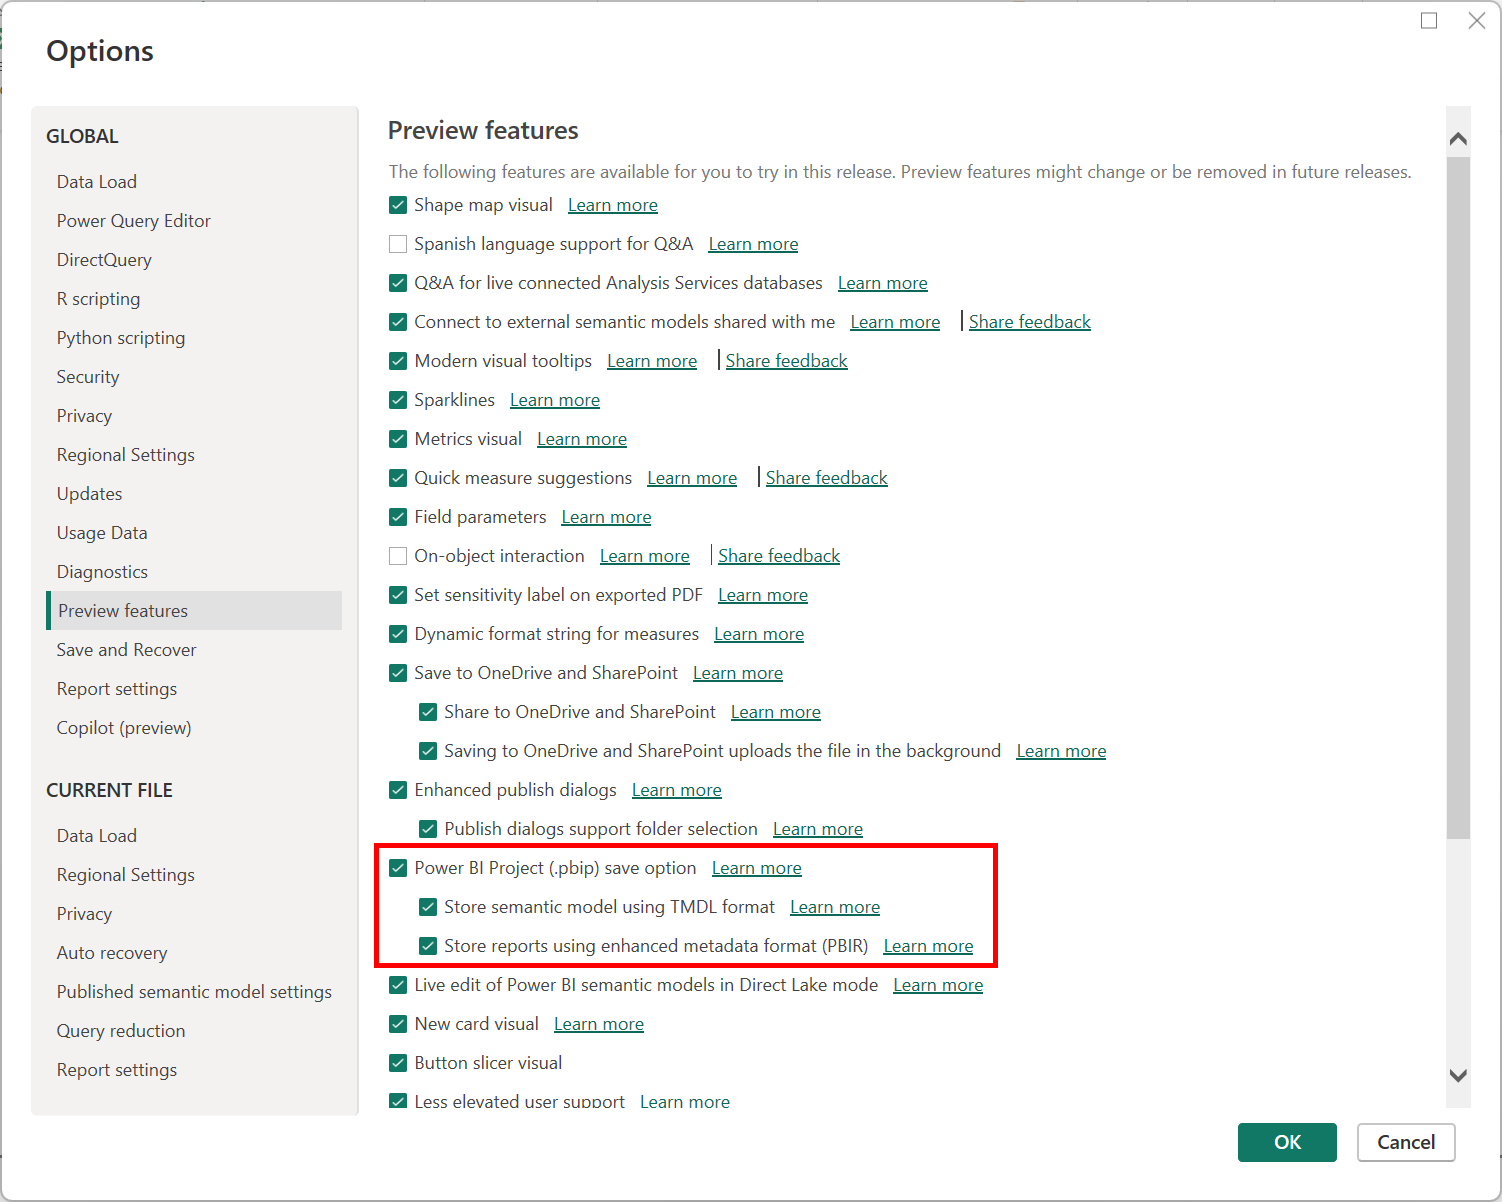 Options
GLOBAL
Data Load
Power Query Editor
DirectQuery
R scripting
Python scripting
Security
Privacy
Regional Settings
Updates
Usage Data
Diagnostics
Preview features
Save and Recover
Report settings
Copilot (preview)
CURRENT FILE
Data Load
Regional Settings
Privacy
Auto recovery
Published semantic model settings
Query reduction
Report settings
Preview features
The following features are available for you to try in this release. Preview features might change or be removed in future releases.
Shape map visual Learn more
Spanish language support for Q&A Learn more
Q&A for live connected Analysis Services databases Learn more
Connect to external semantic models shared with me Learn more | Share feedback
Modern visual tooltips Learn more | Share feedback
Sparklines Learn more
Metrics visual Learn more
Quick measure suggestions Learn more | Share feedback
Field parameters Learn more
On-object interaction Learn more | Share feedback
Set sensitivity label on exported PDF Learn more
Dynamic format string for measures Learn more
Save to OneDrive and SharePoint Learn more
Share to OneDrive and SharePoint Learn more
Saving to OneDrive and SharePoint uploads the file in the background Learn more
Enhanced publish dialogs Learn more
Publish dialogs support folder selection Learn more
Power BI Project (.pbip) save option Learn more
Store semantic model using TMDL format Learn more
Store reports using enhanced metadata format (PBIR) Learn more
Live edit of Power BI semantic models in Direct Lake mode Learn more
New card visual Learn more
Button slicer visual
Less elevated user support Learn more
OK
Cancel